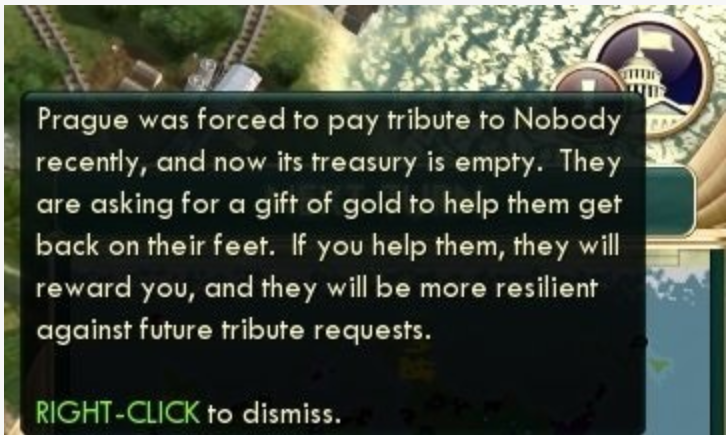 Prague was forced to pay tribute to Nobody
recently, and now its treasury is empty. They
are asking for a gift of gold to help them get
back on their feet. If you help them, they will
reward you, and they will be more resilient
against future tribute requests.
RIGHT-CLICK to dismiss.